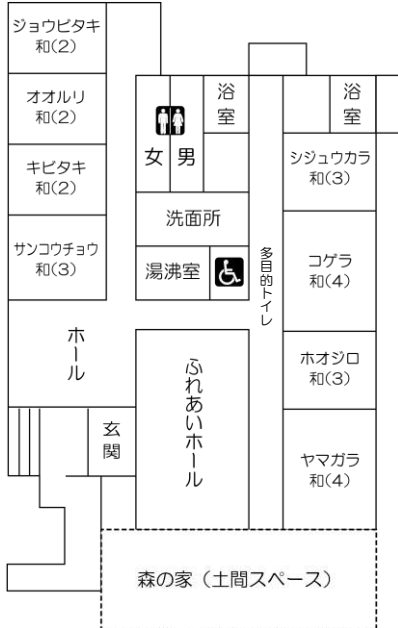 ジョウビタキ
和(2)
オオルリ
和(2)
キビタキ
和(2)
サンコウチョウ
和(3)
ホール
玄関
女
男
浴室
洗面所
湯沸室
多目的トイレ
ふれあいホール
浴室
シジュウカラ
和(3)
コゲラ
和(4)
ホオジロ
和(3)
ヤマガラ
和(4)
森の家（土間スペース）